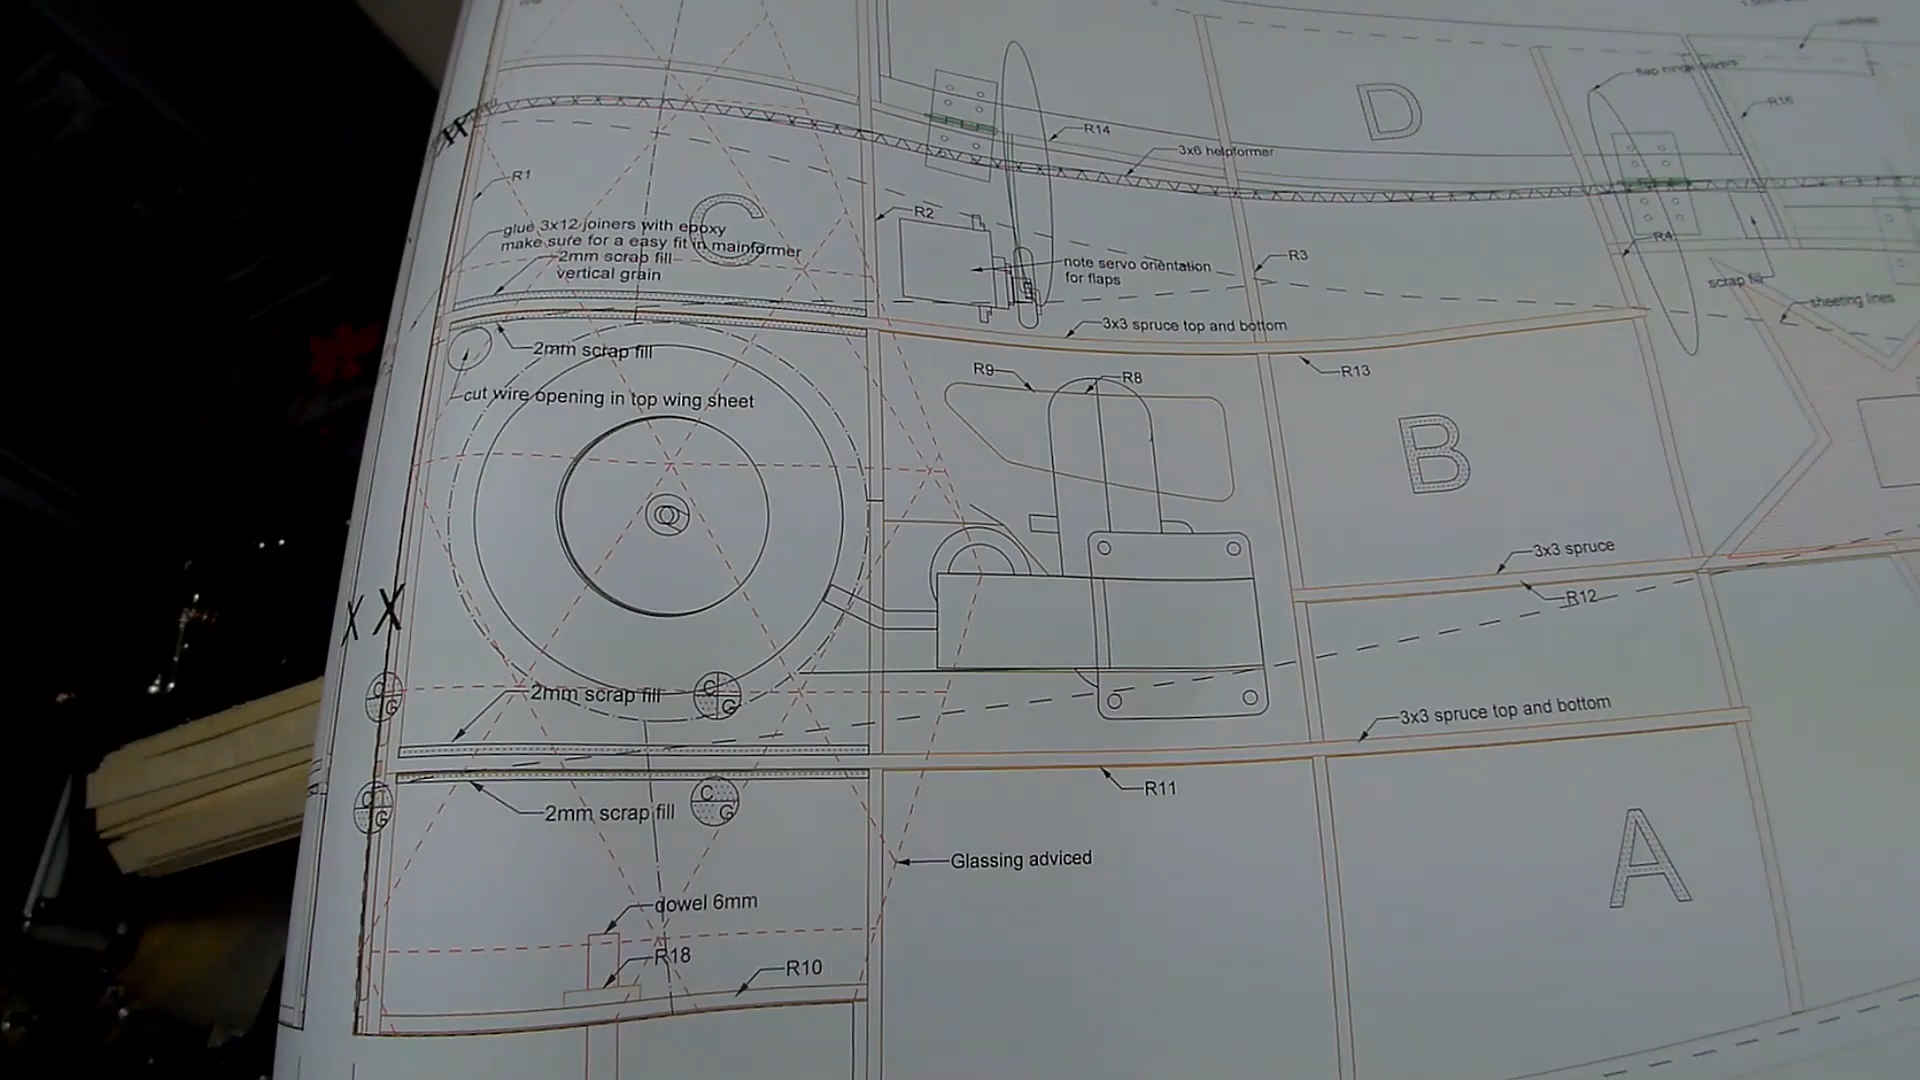 D
flap hinge covers
R16
R14
3x6 helpformer
R1
C
R2
R4
glue 3x12 joiners with epoxy
make sure for a easy fit in mainformer
2mm scrap fill
vertical grain
R3
note servo orientation
for flaps
scrap fill
sheeting lines
3x3 spruce top and bottom
2mm scrap fill
R13
R9
R8
cut wire opening in top wing sheet
B
3x3 spruce
R12
X X
C
G
2mm scrap fill
C
G
3x3 spruce top and bottom
R11
C
G
2mm scrap fill
C
G
A
Glassing adviced
dowel 6mm
R18
R10